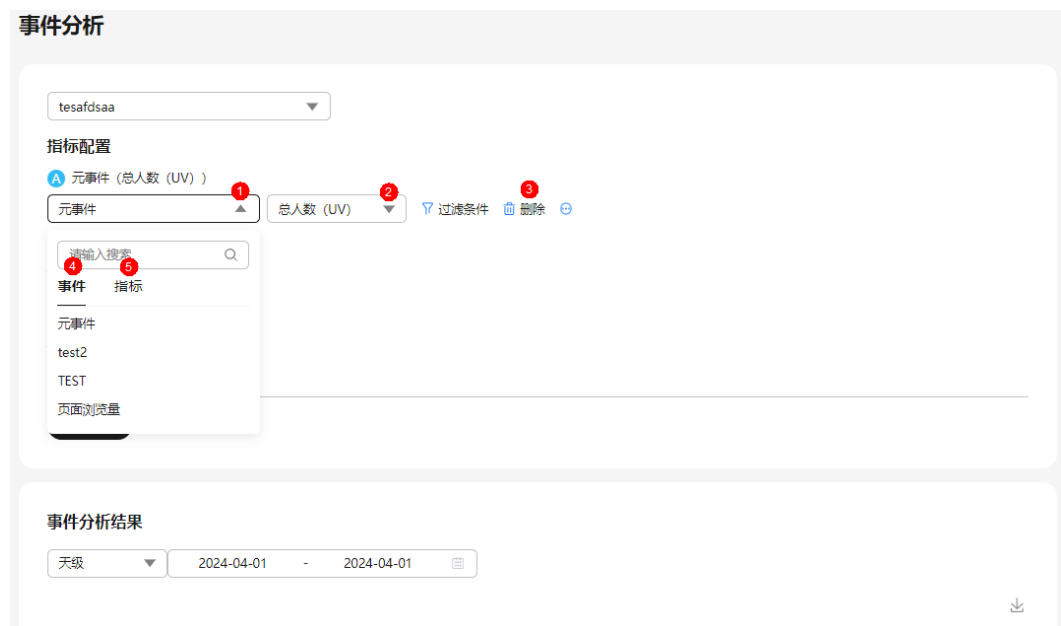 事件分析
tesafdsaa
指标配置
A 元事件（总人数（UV））
1 2 3
元事件 总人数（UV） 过滤条件 删除
请输入搜索
4 5
事件 指标
元事件
test2
TEST
页面浏览量
事件分析结果
天级 2024-04-01 - 2024-04-01